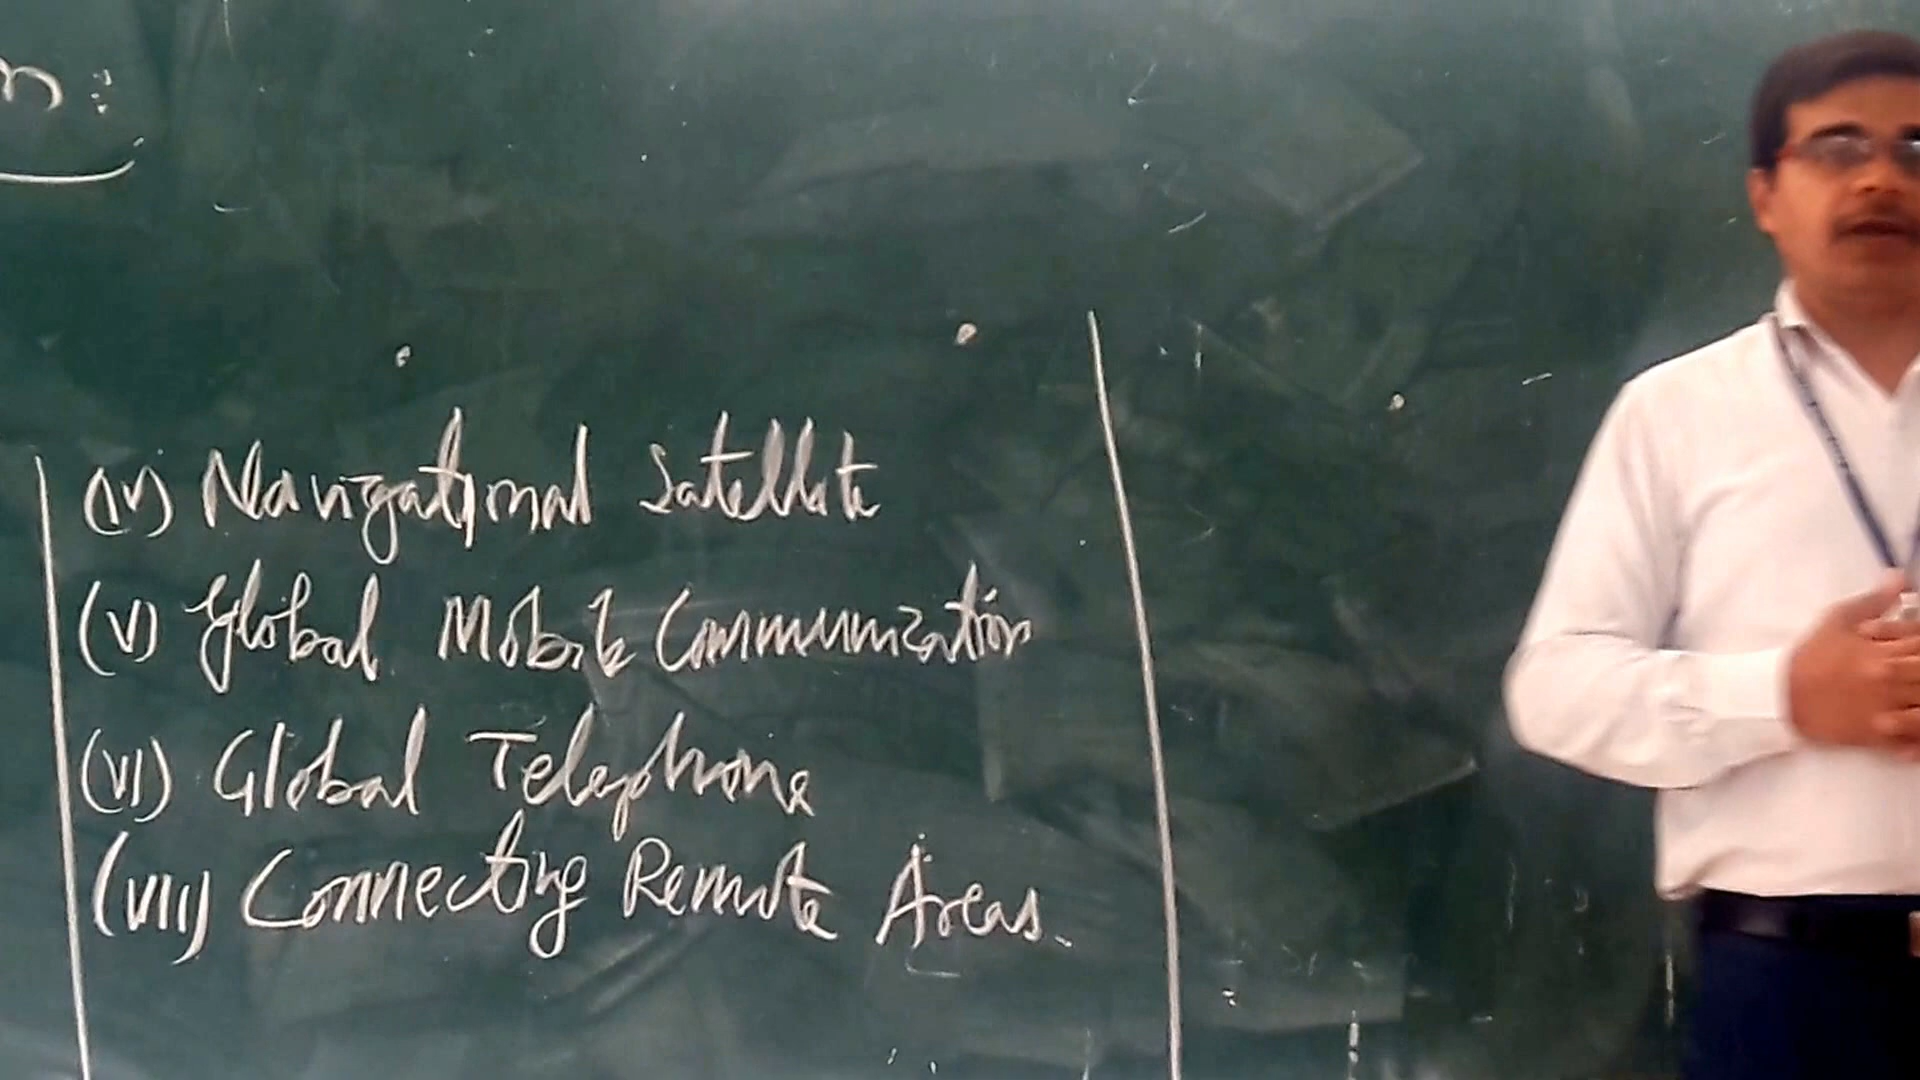 n:
(iv) Navigational Satellite
(v) Global Mobile Communication
(vi) Global Telephone
(vii) Connecting Remote Areas.